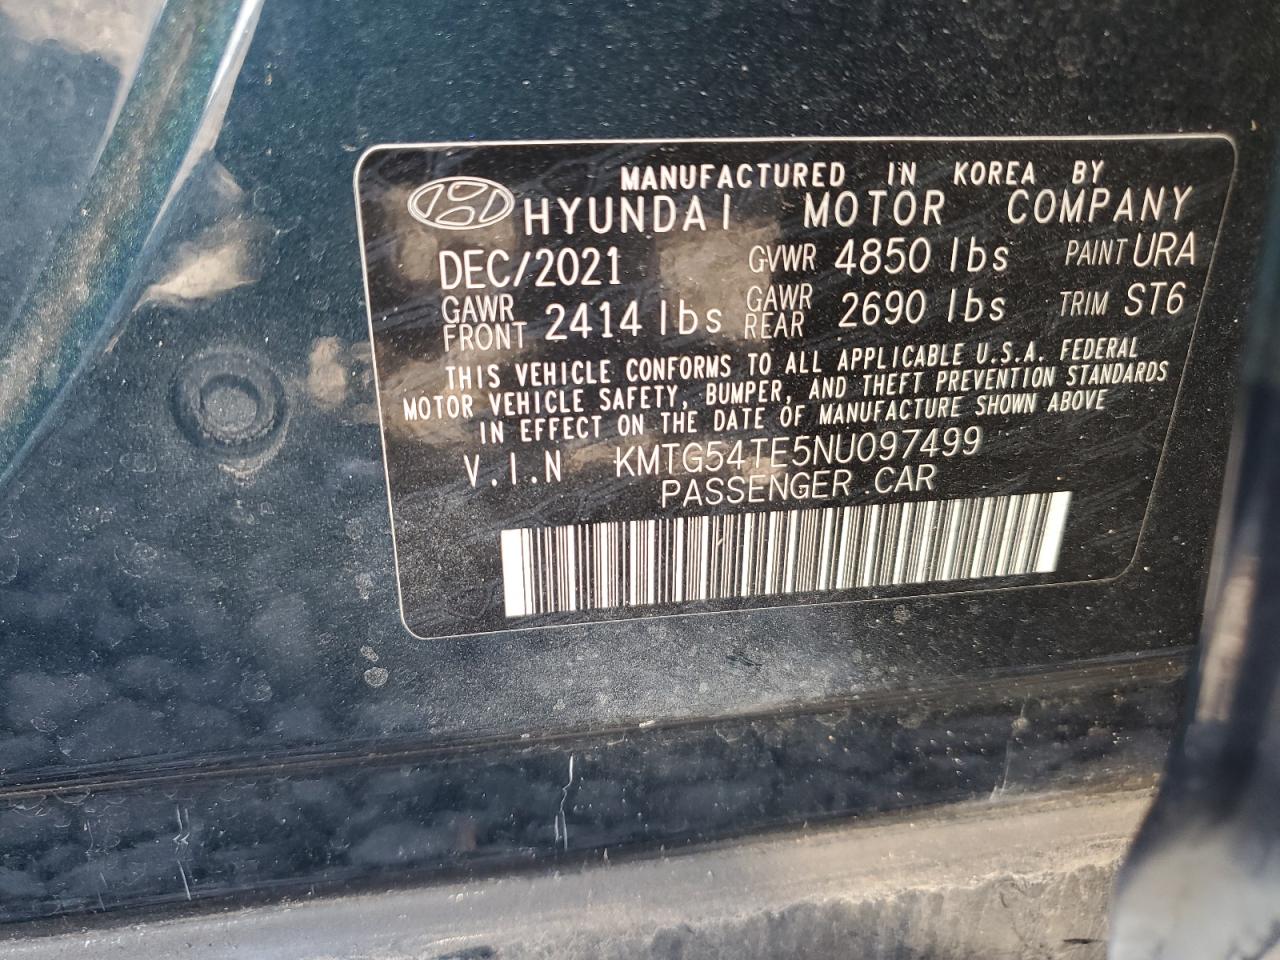 MANUFACTURED IN KOREA BY
HYUNDAI MOTOR COMPANY
DEC/2021 GVWR 4850 lbs PAINT URA
GAWR FRONT 2414 lbs GAWR REAR 2690 lbs TRIM ST6
THIS VEHICLE CONFORMS TO ALL APPLICABLE U.S.A. FEDERAL
MOTOR VEHICLE SAFETY, BUMPER, AND THEFT PREVENTION STANDARDS
IN EFFECT ON THE DATE OF MANUFACTURE SHOWN ABOVE
V.I.N KMTG54TE5NU097499
PASSENGER CAR